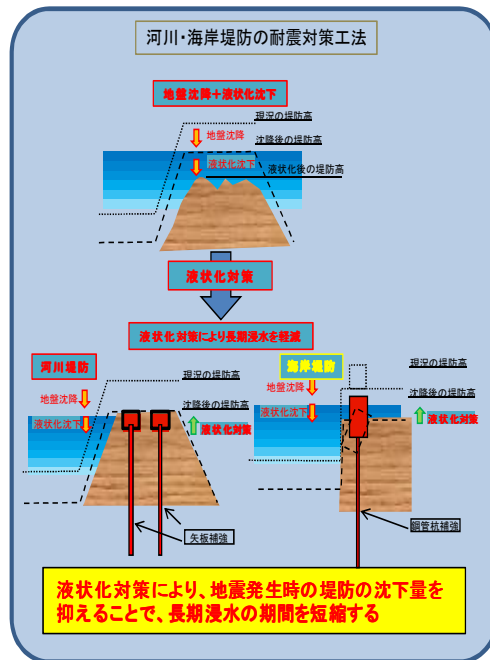 河川・海岸堤防の耐震対策工法
地盤沈降＋液状化沈下
現況の堤防高
地盤沈降
沈降後の堤防高
液状化沈下
液状化後の堤防高
液状化対策
液状化対策により長期浸水を軽減
河川堤防
海岸堤防
現況の堤防高
現況の堤防高
地盤沈降
地盤沈降
沈降後の堤防高
沈降後の堤防高
液状化沈下
液状化対策
液状化沈下
液状化対策
矢板補強
鋼管杭補強
液状化対策により、地震発生時の堤防の沈下量を
抑えることで、長期浸水の期間を短縮する